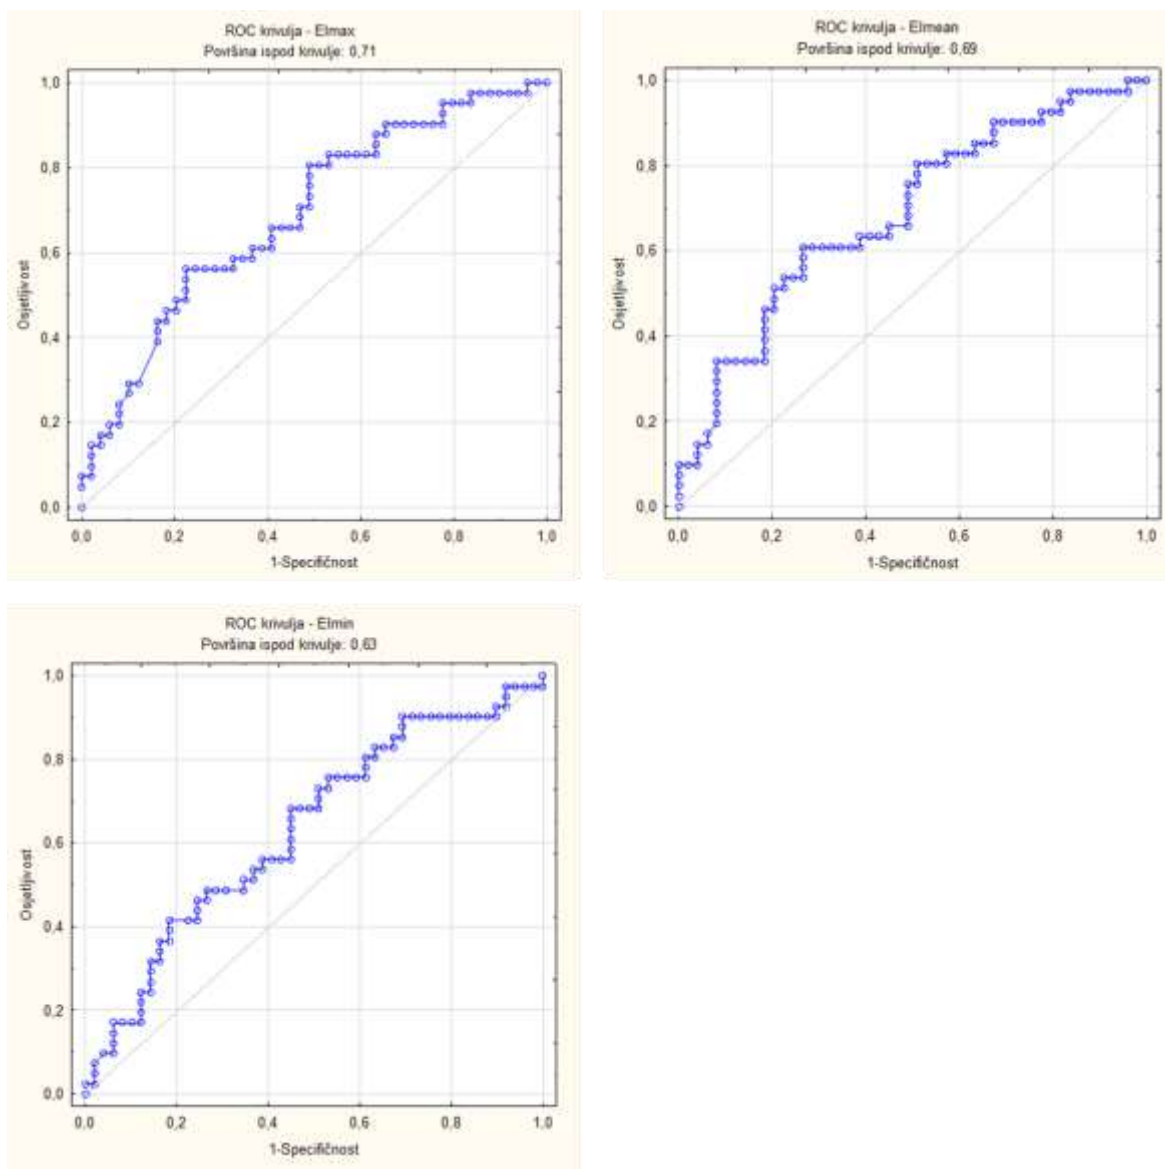 ROC krivulja - Elmax
Površina ispod krivulje: 0,71
1,0
0,8
0,6
0,4
0,2
0,0
Osjetljivost
0,0 0,2 0,4 0,6 0,8 1,0
1-Specifičnost
ROC krivulja - Elmean
Površina ispod krivulje: 0,69
1,0
0,8
0,6
0,4
0,2
0,0
Osjetljivost
0,0 0,2 0,4 0,6 0,8 1,0
1-Specifičnost
ROC krivulja - Elmin
Površina ispod krivulje: 0,63
1,0
0,8
0,6
0,4
0,2
0,0
Osjetljivost
0,0 0,2 0,4 0,6 0,8 1,0
1-Specifičnost